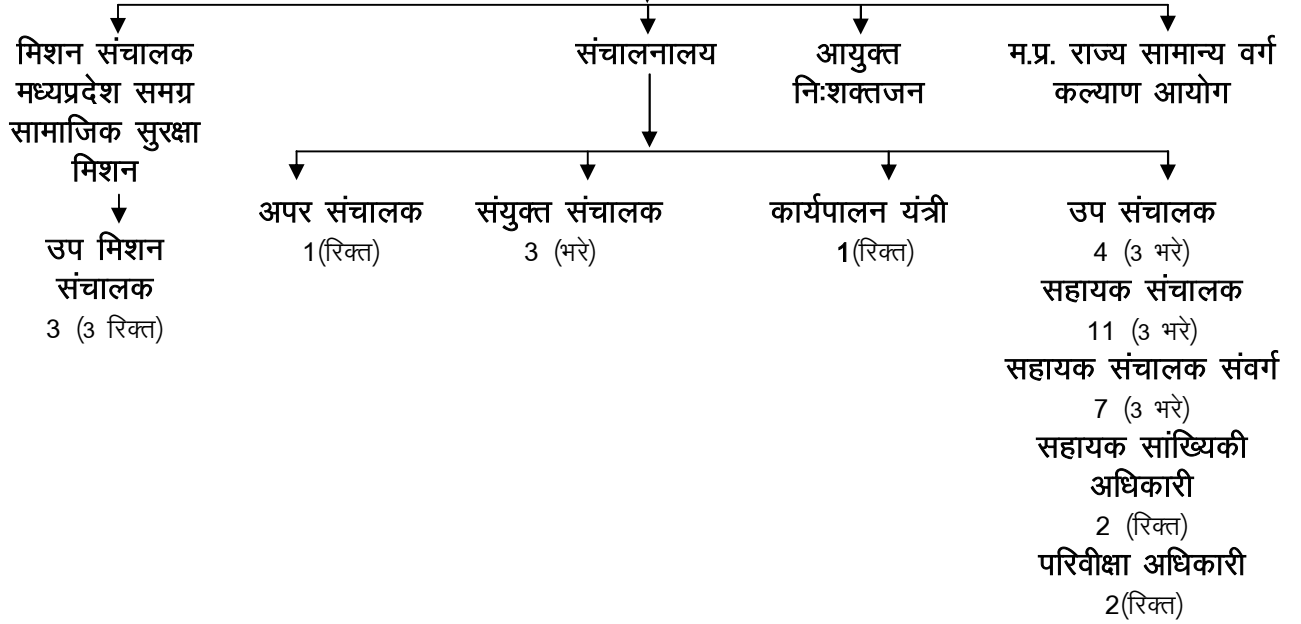 मिशन संचालक
मध्यप्रदेश समग्र
सामाजिक सुरक्षा
मिशन
उप मिशन
संचालक
3 (3 रिक्त)
संचालनालय
आयुक्त
निःशक्तजन
म.प्र. राज्य सामान्य वर्ग
कल्याण आयोग
अपर संचालक
1(रिक्त)
संयुक्त संचालक
3 (भरे)
कार्यपालन यंत्री
1(रिक्त)
उप संचालक
4 (3 भरे)
सहायक संचालक
11 (3 भरे)
सहायक संचालक संवर्ग
7 (3 भरे)
सहायक सांख्यिकी
अधिकारी
2 (रिक्त)
परिवीक्षा अधिकारी
2(रिक्त)